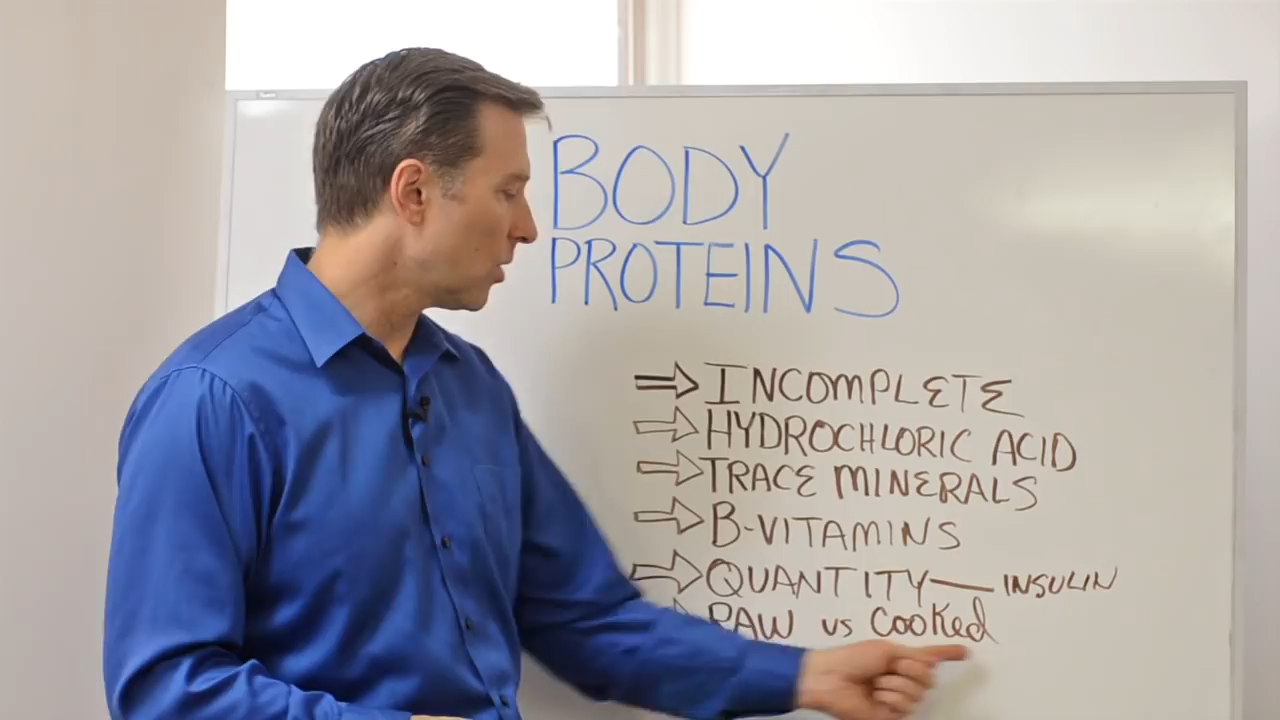 BODY
PROTEINS
INCOMPLETE
HYDROCHLORIC ACID
TRACE MINERALS
B-VITAMINS
QUANTITY — INSULIN
RAW vs Cooked